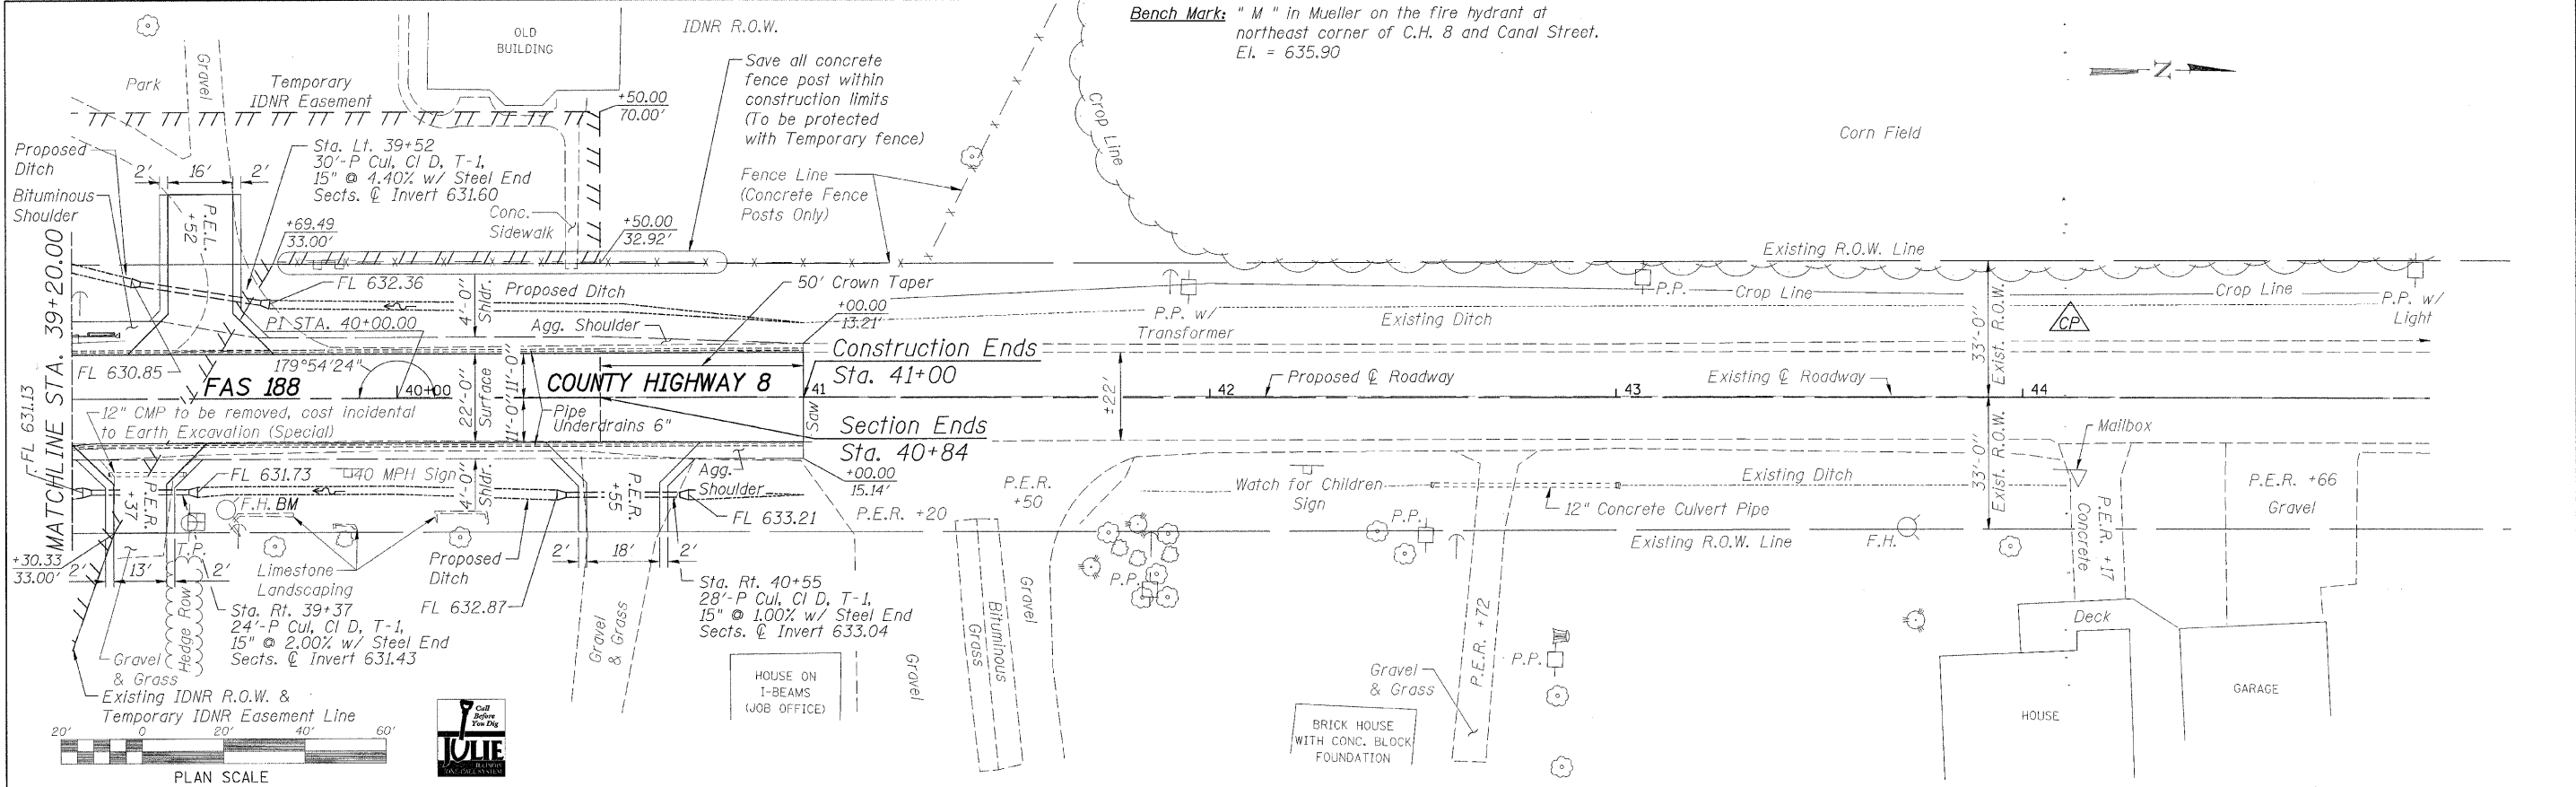 Bench Mark: " M " in Mueller on the fire hydrant at
northeast corner of C.H. 8 and Canal Street.
El. = 635.90
N
OLD
BUILDING
IDNR R.O.W.
Gravel
Park
Temporary
IDNR Easement
+50.00
70.00'
Save all concrete
fence post within
construction limits
(To be protected
with Temporary fence)
Crop Line
Corn Field
Proposed
Ditch
2'
16'
2'
Sta. Lt. 39+52
30'-P Cul, Cl D, T-1,
15" @ 4.40% w/ Steel End
Sects. ℄ Invert 631.60
Bituminous
Shoulder
P.E.L.
+52
Conc.
Sidewalk
Fence Line
(Concrete Fence
Posts Only)
+69.49
33.00'
+50.00
32.92'
Existing R.O.W. Line
FL 632.36
4'-0"
Shldr.
Proposed Ditch
50' Crown Taper
+00.00
13.21'
P.P.
Crop Line
Crop Line
P.P. w/
Light
PI STA. 40+00.00
Agg. Shoulder
P.P. w/
Transformer
Existing Ditch
CP
33'-0"
Exist. R.O.W.
MATCHLINE STA. 39+20.00
FL 631.13
FL 630.85
179°54'24"
FAS 188
40+00
22'-0"
Surface
11'-0"
11'-0"
COUNTY HIGHWAY 8
Construction Ends
Sta. 41+00
41
Saw
±22'
42
Proposed ℄ Roadway
43
Existing ℄ Roadway
44
12" CMP to be removed, cost incidental
to Earth Excavation (Special)
Pipe
Underdrains 6"
Section Ends
Sta. 40+84
+00.00
15.14'
33'-0"
Exist. R.O.W.
Mailbox
FL 631.73
40 MPH Sign
4'-0"
Shldr.
Agg.
Shoulder
P.E.R.
+37
F.H. BM
P.E.R.
+55
FL 633.21
P.E.R. +20
P.E.R.
+50
Watch for Children
Sign
Existing Ditch
12" Concrete Culvert Pipe
P.E.R. +17
Concrete
P.E.R. +66
Gravel
+30.33
33.00'
2'
13'
2'
T.P.
Limestone
Landscaping
Proposed
Ditch
2'
18'
2'
P.P.
Existing R.O.W. Line
F.H.
P.P.
Sta. Rt. 39+37
24'-P Cul, Cl D, T-1,
15" @ 2.00% w/ Steel End
Sects. ℄ Invert 631.43
FL 632.87
Sta. Rt. 40+55
28'-P Cul, Cl D, T-1,
15" @ 1.00% w/ Steel End
Sects. ℄ Invert 633.04
Hedge Row
Gravel
& Grass
Gravel
& Grass
Gravel
Grass
Bituminous
Gravel
P.E.R. +72
Gravel
& Grass
P.P.
Deck
Existing IDNR R.O.W. &
Temporary IDNR Easement Line
HOUSE ON
I-BEAMS
(JOB OFFICE)
BRICK HOUSE
WITH CONC. BLOCK
FOUNDATION
HOUSE
GARAGE
20'
0
20'
40'
60'
PLAN SCALE
Call
Before
You Dig
JULIE